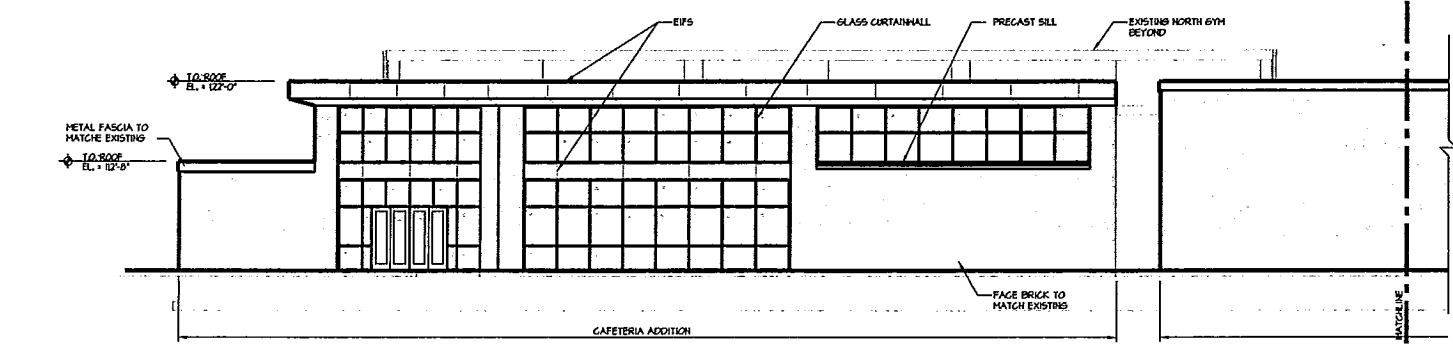 EIFS
GLASS CURTAINWALL
PRECAST SILL
EXISTING NORTH GYM
BEYOND
T.O. ROOF
EL. = 122'-0"
METAL FASCIA TO
MATCHE EXISTING
T.O. ROOF
EL. = 112'-8"
FACE BRICK TO
MATCH EXISTING
CAFETERIA ADDITION
MATCHLINE